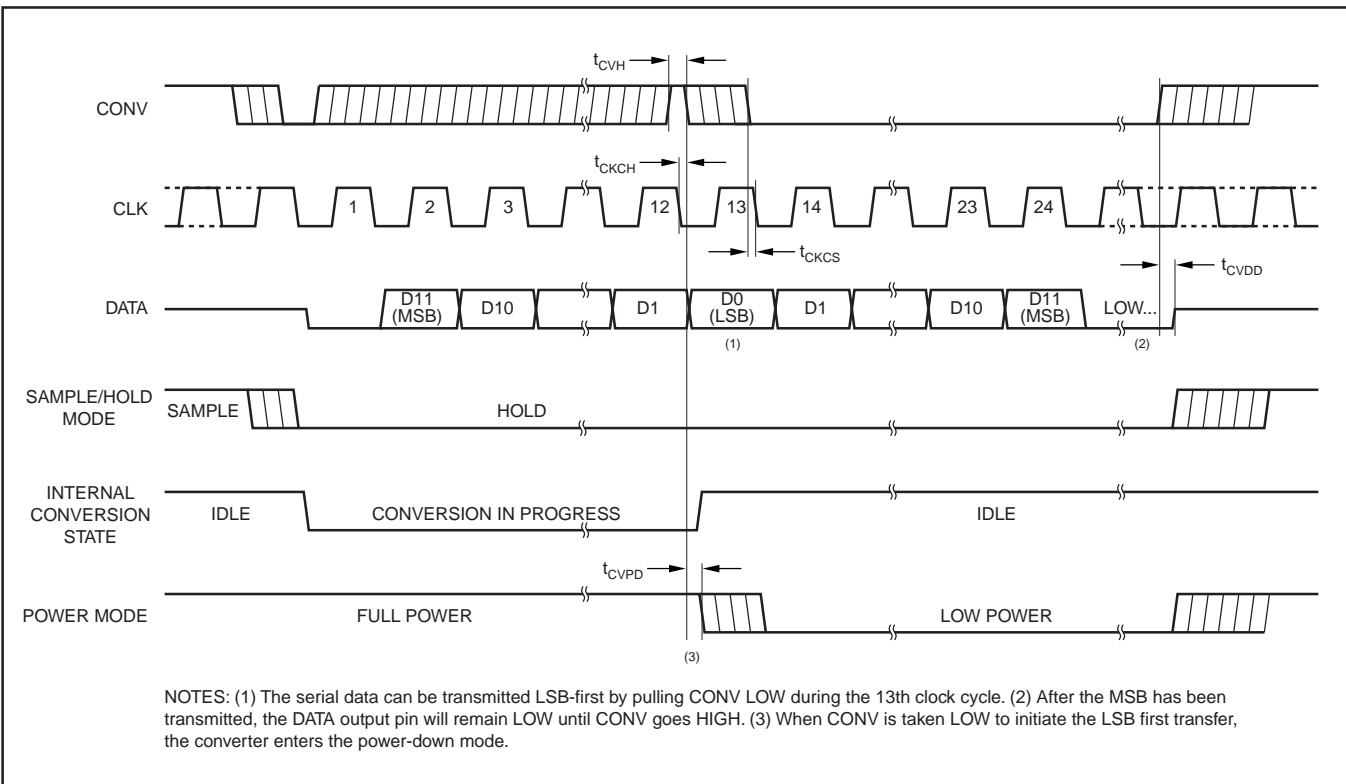 tCVH
CONV
tCKCH
CLK 1 2 3 12 13 14 23 24
tCKCS
tCVDD
DATA D11 (MSB) D10 D1 D0 (LSB) D1 D10 D11 (MSB) LOW...
(1) (2)
SAMPLE/HOLD
MODE
SAMPLE HOLD
INTERNAL
CONVERSION
STATE
IDLE CONVERSION IN PROGRESS IDLE
tCVPD
POWER MODE FULL POWER LOW POWER
(3)
NOTES: (1) The serial data can be transmitted LSB-first by pulling CONV LOW during the 13th clock cycle. (2) After the MSB has been
transmitted, the DATA output pin will remain LOW until CONV goes HIGH. (3) When CONV is taken LOW to initiate the LSB first transfer,
the converter enters the power-down mode.